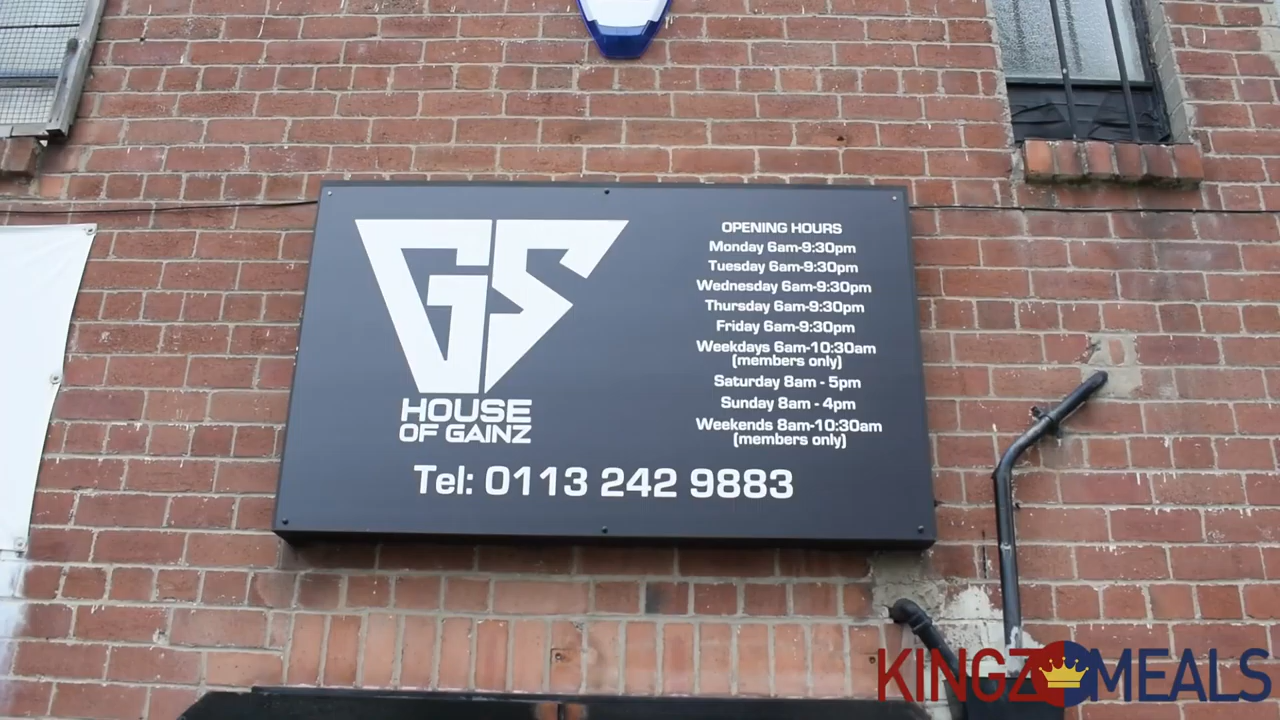 GS
HOUSE
OF GAINZ
OPENING HOURS
Monday 6am-9:30pm
Tuesday 6am-9:30pm
Wednesday 6am-9:30pm
Thursday 6am-9:30pm
Friday 6am-9:30pm
Weekdays 6am-10:30am
(members only)
Saturday 8am - 5pm
Sunday 8am - 4pm
Weekends 8am-10:30am
(members only)
Tel: 0113 242 9883
KINGZ MEALS